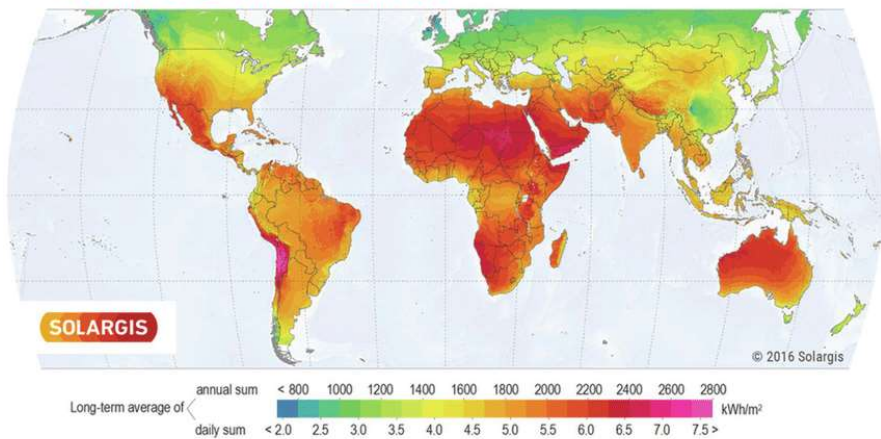 SOLARGIS
© 2016 Solargis
annual sum < 800 1000 1200 1400 1600 1800 2000 2200 2400 2600 2800
Long-term average of kWh/m²
daily sum < 2.0 2.5 3.0 3.5 4.0 4.5 5.0 5.5 6.0 6.5 7.0 7.5 >